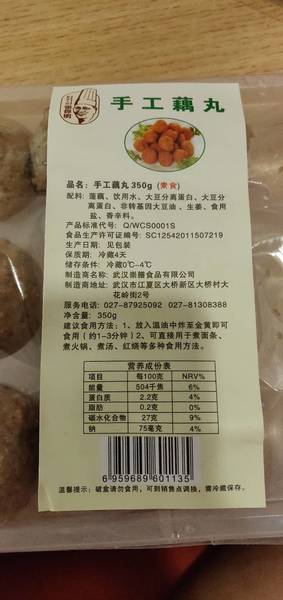 手工藕丸
品名：手工藕丸 350g (素食)
配料：莲藕、饮用水、大豆分离蛋白、大豆分
离蛋白、非转基因大豆油、生姜、食用
盐、香辛料。
产品标准代号：Q/WCS0001S
食品生产许可证编号：SC12542011507219
生产日期：见包装
保质期：冷藏4天
储存条件：冷藏0℃-4℃
制造商名称：武汉崇膳食品有限公司
制造商地址：武汉市江夏区大桥新区大桥村大
花岭街2号
服务电话：027-87925092 027-81308388
净含量：350g
建议食用方法：1、放入温油中炸至金黄即可
食用（约1-3分钟）2、可直接用于煮面条、
煮火锅、煮汤、红烧等多种食用方法。
营养成份表
项目 每100克 NRV%
能量 504千焦 6%
蛋白质 2.2克 4%
脂肪 0.2克 0%
碳水化合物 27克 9%
钠 75毫克 4%
6 959689 601135
温馨提示：破盒请勿食用，可到销售点调换，需冷藏保存。